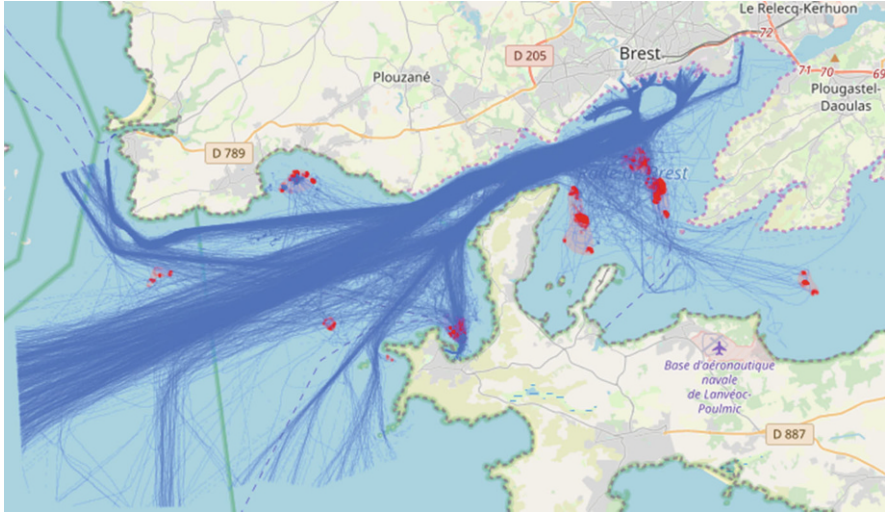 Le Relecq-Kerhuon
72
D 205
Brest
71
70
69
Plouzané
Plougastel-
Daoulas
D 789
Brest
Base d'aéronautique
navale
de Lanvéoc-
Poulmic
D 887